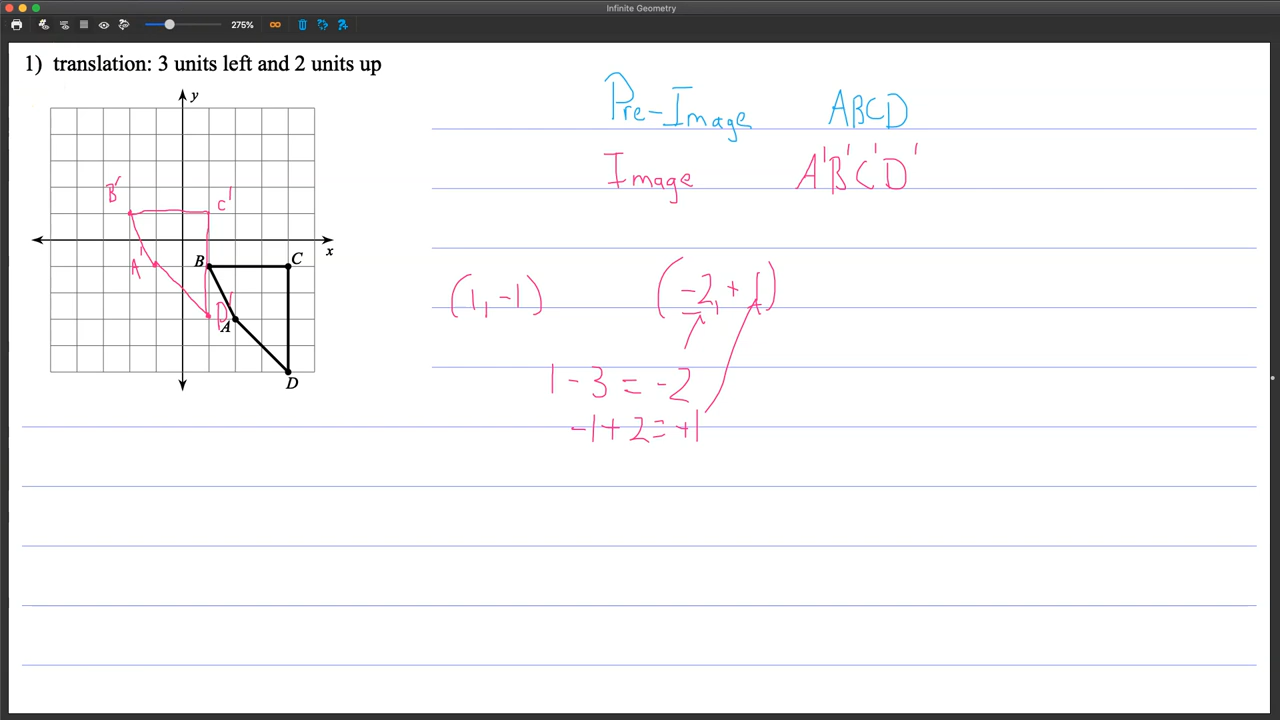 Infinite Geometry
275%
1) translation: 3 units left and 2 units up
y
x
B'
C'
A'
D'
B
C
A
D
Pre-Image ABCD
Image A'B'C'D'
(1, -1) (-2, +1)
1 - 3 = -2
-1 + 2 = +1